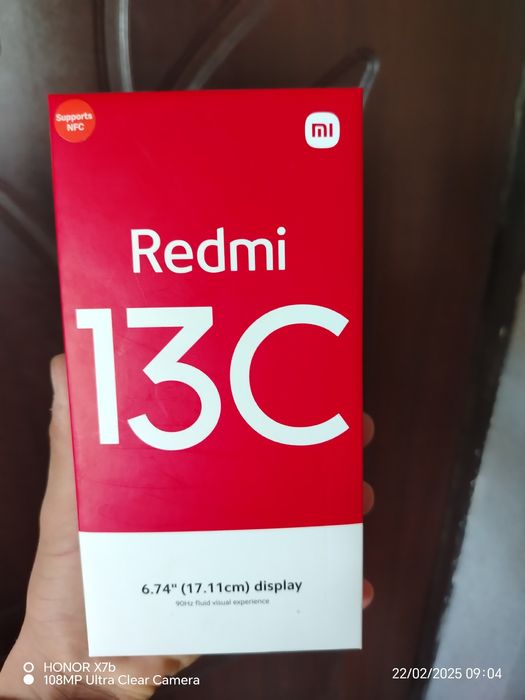 Supports
NFC
mi
Redmi
13C
6.74" (17.11cm) display
90Hz fluid visual experience
HONOR X7b
108MP Ultra Clear Camera
22/02/2025 09:04